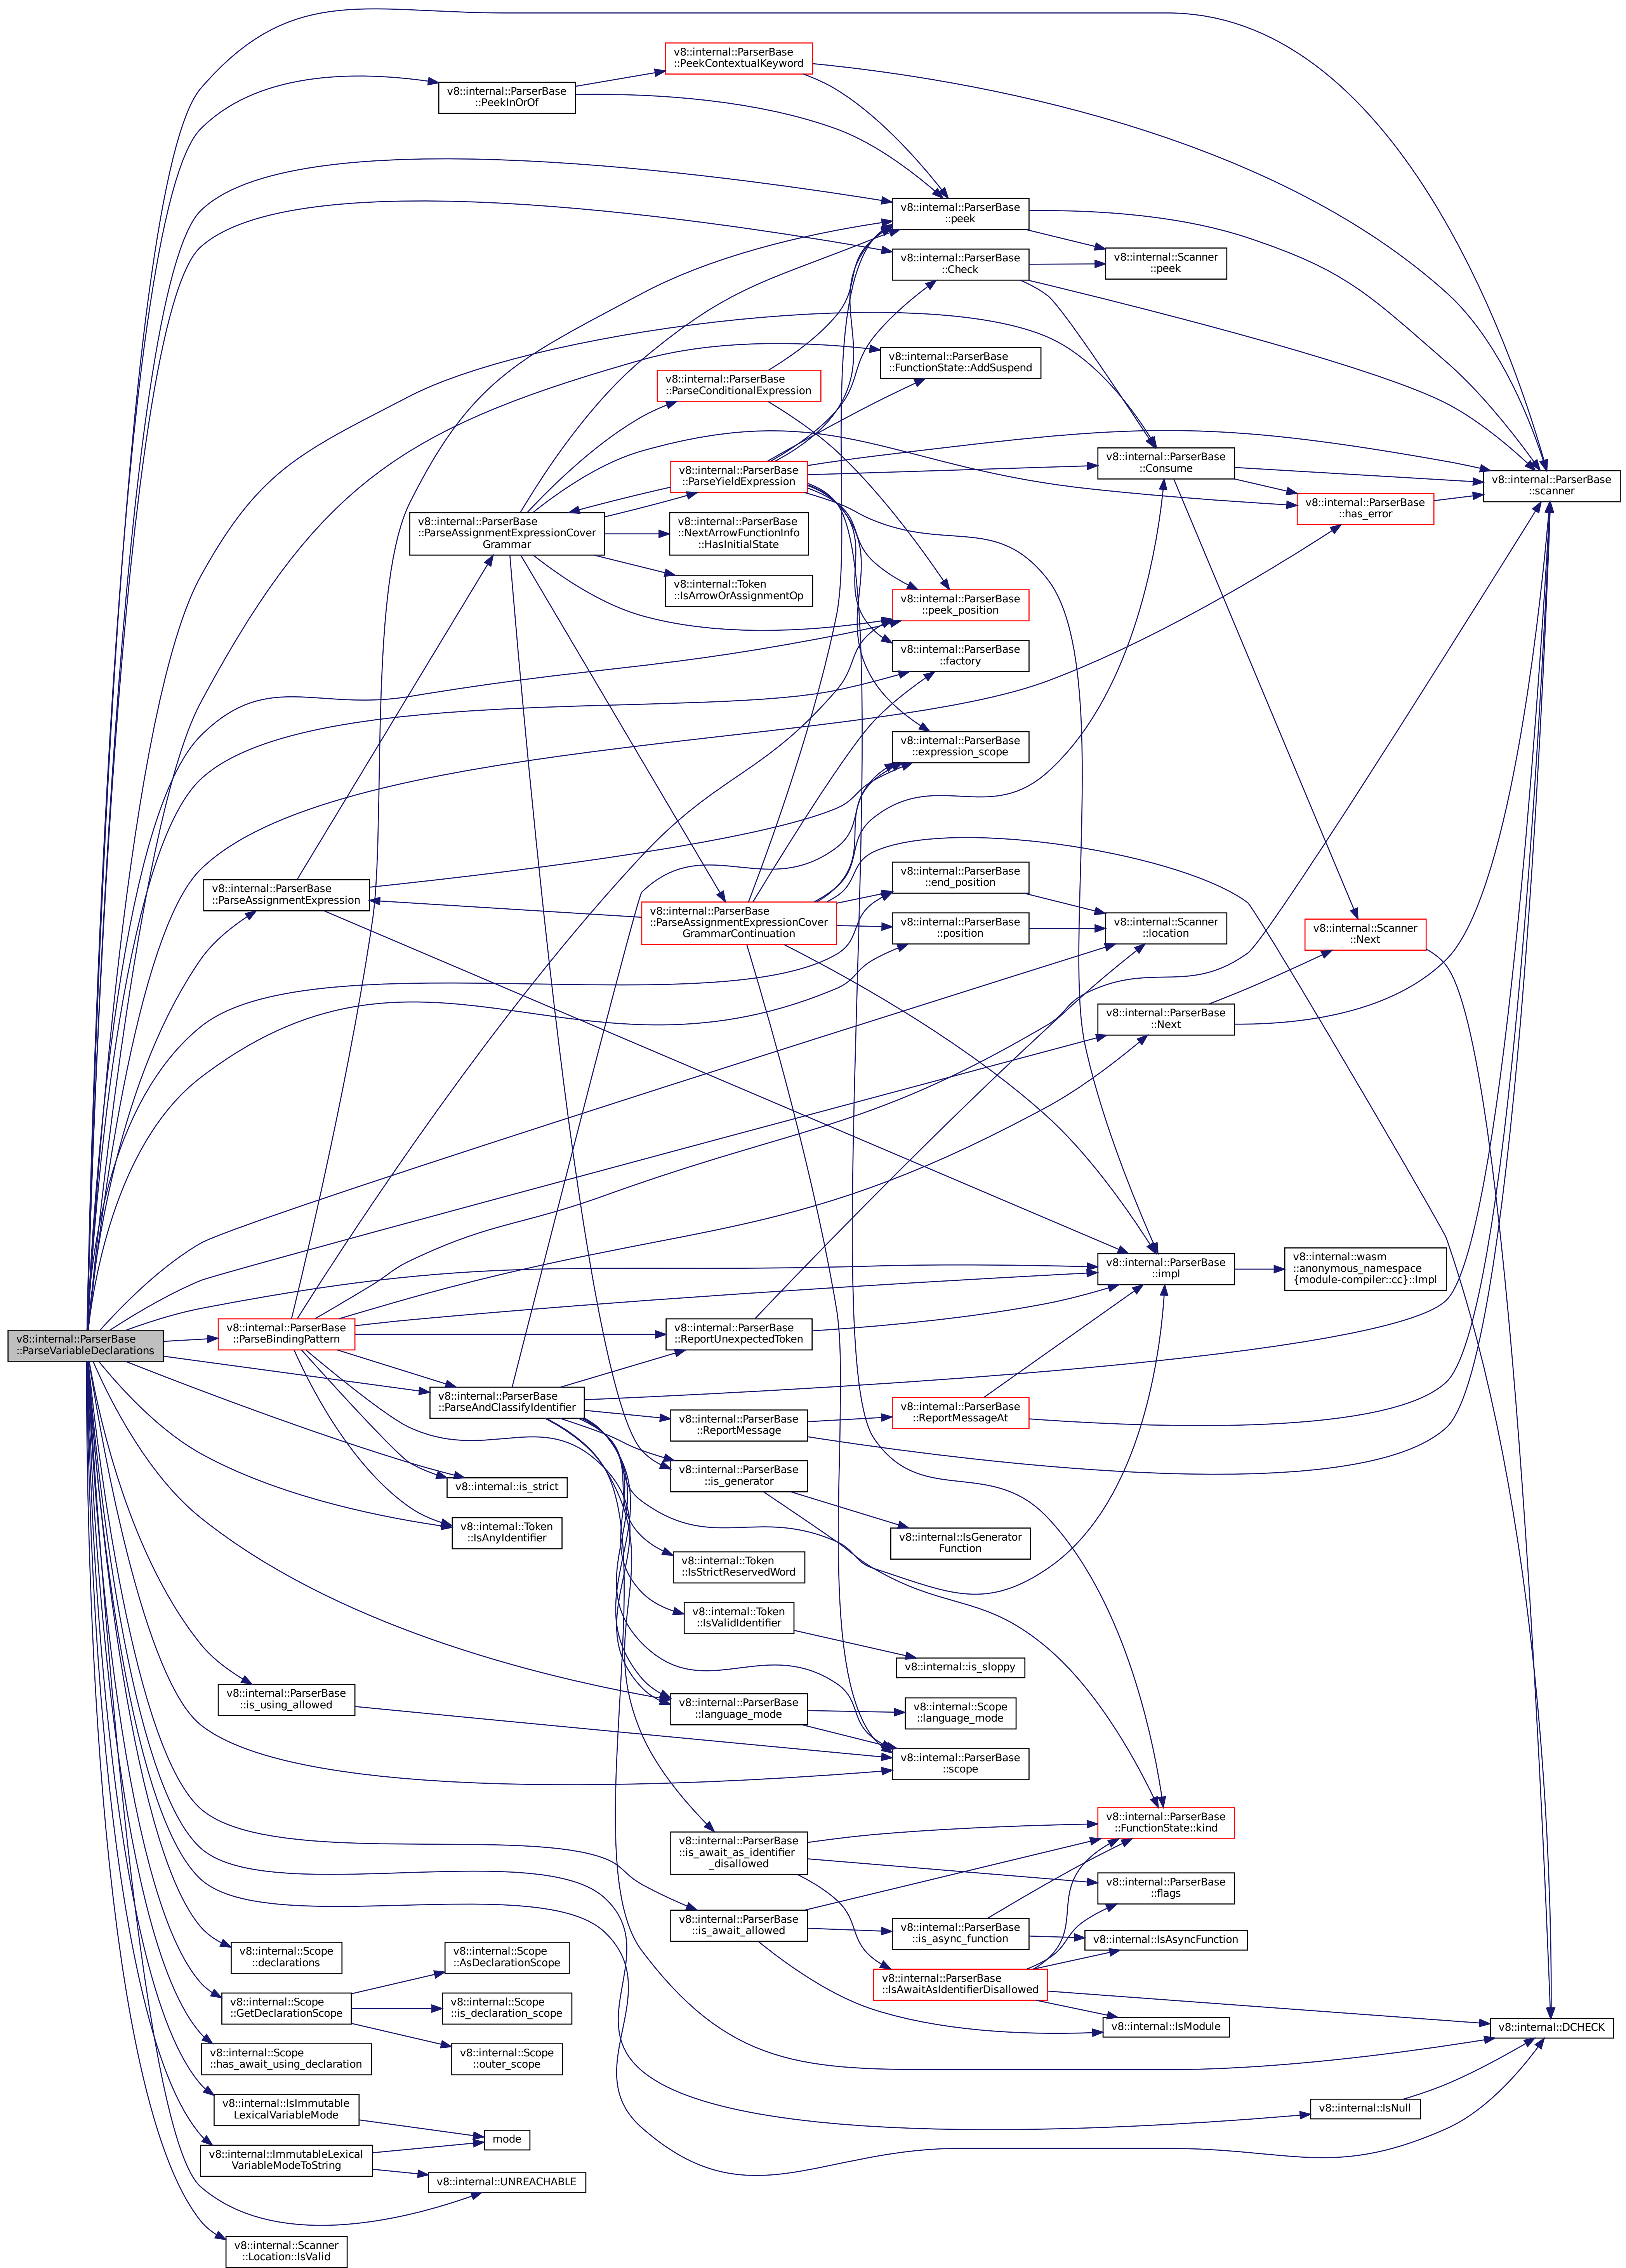 v8::internal::ParserBase
::PeekContextualKeyword
v8::internal::ParserBase
::PeekInOrOf
v8::internal::ParserBase
::peek
v8::internal::ParserBase
::Check
v8::internal::Scanner
::peek
v8::internal::ParserBase
::FunctionState::AddSuspend
v8::internal::ParserBase
::ParseConditionalExpression
v8::internal::ParserBase
::ParseYieldExpression
v8::internal::ParserBase
::Consume
v8::internal::ParserBase
::scanner
v8::internal::ParserBase
::has_error
v8::internal::ParserBase
::ParseAssignmentExpressionCover
Grammar
v8::internal::ParserBase
::NextArrowFunctionInfo
::HasInitialState
v8::internal::Token
::IsArrowOrAssignmentOp
v8::internal::ParserBase
::peek_position
v8::internal::ParserBase
::factory
v8::internal::ParserBase
::expression_scope
v8::internal::ParserBase
::ParseAssignmentExpression
v8::internal::ParserBase
::ParseAssignmentExpressionCover
GrammarContinuation
v8::internal::ParserBase
::end_position
v8::internal::ParserBase
::position
v8::internal::Scanner
::location
v8::internal::Scanner
::Next
v8::internal::ParserBase
::Next
v8::internal::ParserBase
::impl
v8::internal::wasm
::anonymous_namespace
{module-compiler::cc}::Impl
v8::internal::ParserBase
::ParseVariableDeclarations
v8::internal::ParserBase
::ParseBindingPattern
v8::internal::ParserBase
::ReportUnexpectedToken
v8::internal::ParserBase
::ParseAndClassifyIdentifier
v8::internal::ParserBase
::ReportMessage
v8::internal::ParserBase
::ReportMessageAt
v8::internal::is_strict
v8::internal::ParserBase
::is_generator
v8::internal::Token
::IsAnyIdentifier
v8::internal::IsGenerator
Function
v8::internal::Token
::IsStrictReservedWord
v8::internal::Token
::IsValidIdentifier
v8::internal::is_sloppy
v8::internal::ParserBase
::is_using_allowed
v8::internal::ParserBase
::language_mode
v8::internal::Scope
::language_mode
v8::internal::ParserBase
::scope
v8::internal::ParserBase
::FunctionState::kind
v8::internal::ParserBase
::is_await_as_identifier
_disallowed
v8::internal::ParserBase
::flags
v8::internal::ParserBase
::is_await_allowed
v8::internal::ParserBase
::is_async_function
v8::internal::IsAsyncFunction
v8::internal::Scope
::declarations
v8::internal::Scope
::AsDeclarationScope
v8::internal::ParserBase
::IsAwaitAsIdentifierDisallowed
v8::internal::Scope
::GetDeclarationScope
v8::internal::Scope
::is_declaration_scope
v8::internal::IsModule
v8::internal::DCHECK
v8::internal::Scope
::has_await_using_declaration
v8::internal::Scope
::outer_scope
v8::internal::IsImmutable
LexicalVariableMode
v8::internal::IsNull
mode
v8::internal::ImmutableLexical
VariableModeToString
v8::internal::UNREACHABLE
v8::internal::Scanner
::Location::IsValid